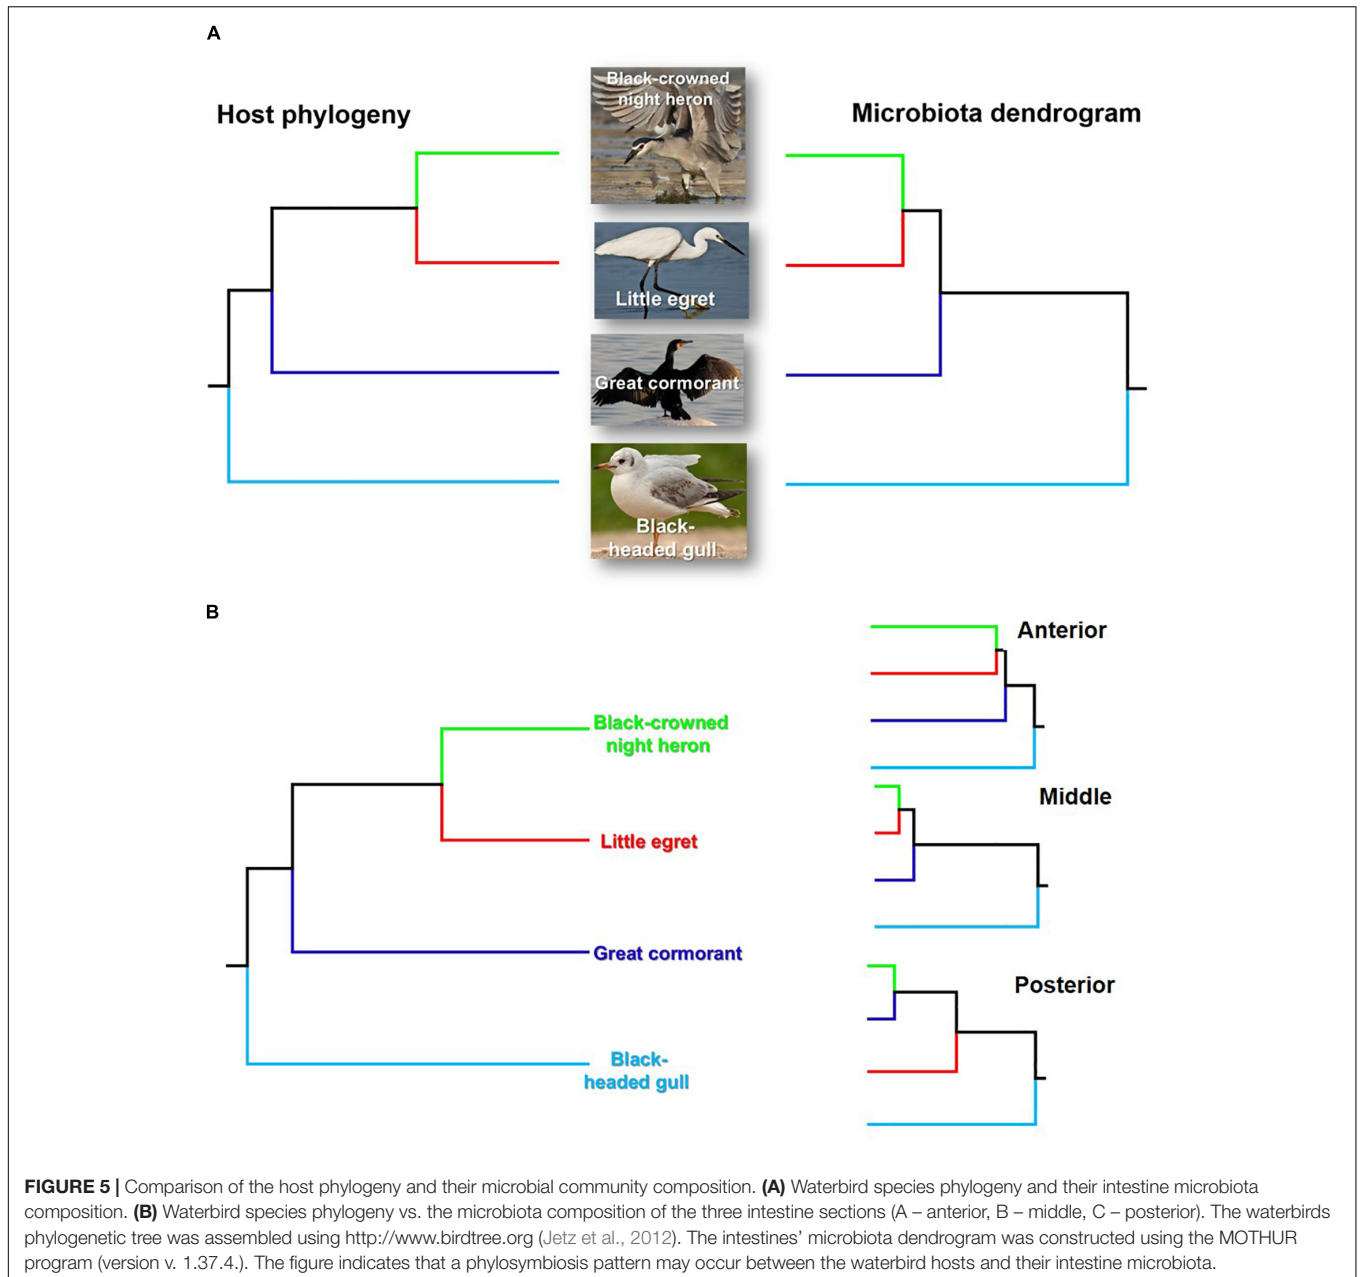 A
Host phylogeny
Black-crowned
night heron
Microbiota dendrogram
Little egret
Great cormorant
Black-
headed gull
B
Black-crowned
night heron
Little egret
Great cormorant
Black-
headed gull
Anterior
Middle
Posterior
FIGURE 5 | Comparison of the host phylogeny and their microbial community composition. (A) Waterbird species phylogeny and their intestine microbiota
composition. (B) Waterbird species phylogeny vs. the microbiota composition of the three intestine sections (A – anterior, B – middle, C – posterior). The waterbirds
phylogenetic tree was assembled using http://www.birdtree.org (Jetz et al., 2012). The intestines’ microbiota dendrogram was constructed using the MOTHUR
program (version v. 1.37.4.). The figure indicates that a phylosymbiosis pattern may occur between the waterbird hosts and their intestine microbiota.